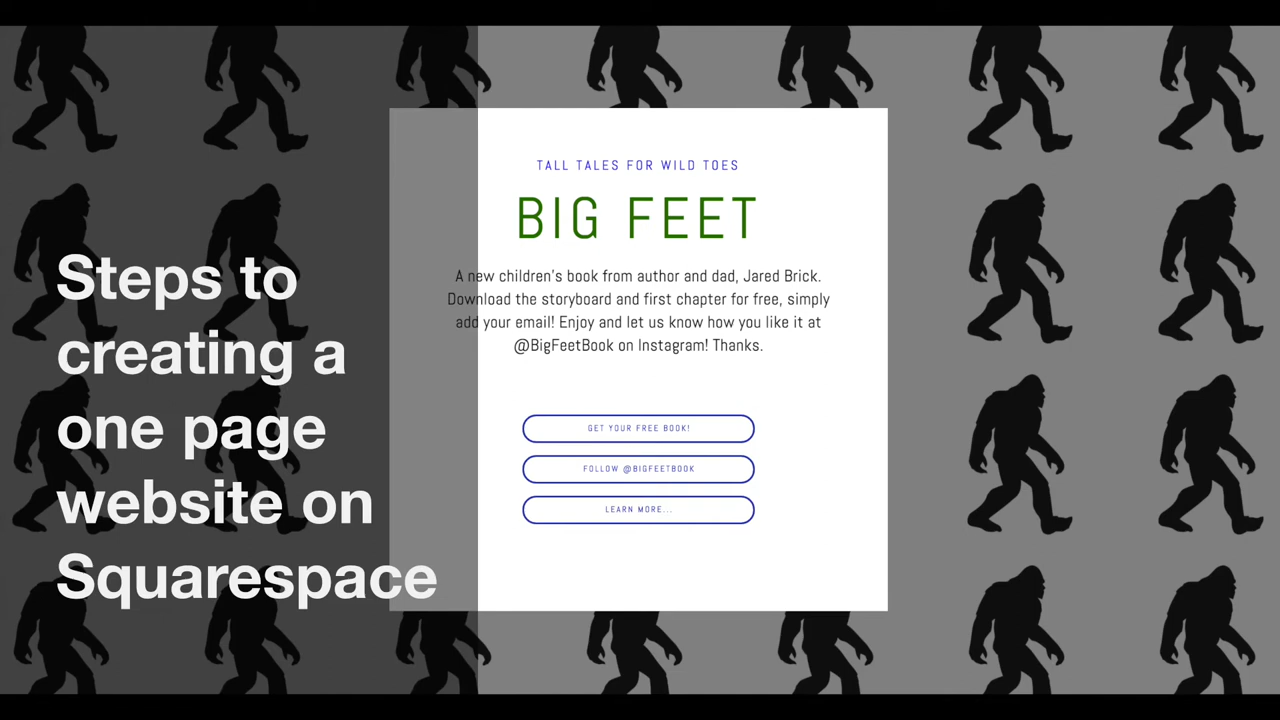 Steps to
creating a
one page
website on
Squarespace
TALL TALES FOR WILD TOES
BIG FEET
A new children's book from author and dad, Jared Brick.
Download the storyboard and first chapter for free, simply
add your email! Enjoy and let us know how you like it at
@BigFeetBook on Instagram! Thanks.
GET YOUR FREE BOOK!
FOLLOW @BIGFEETBOOK
LEARN MORE...